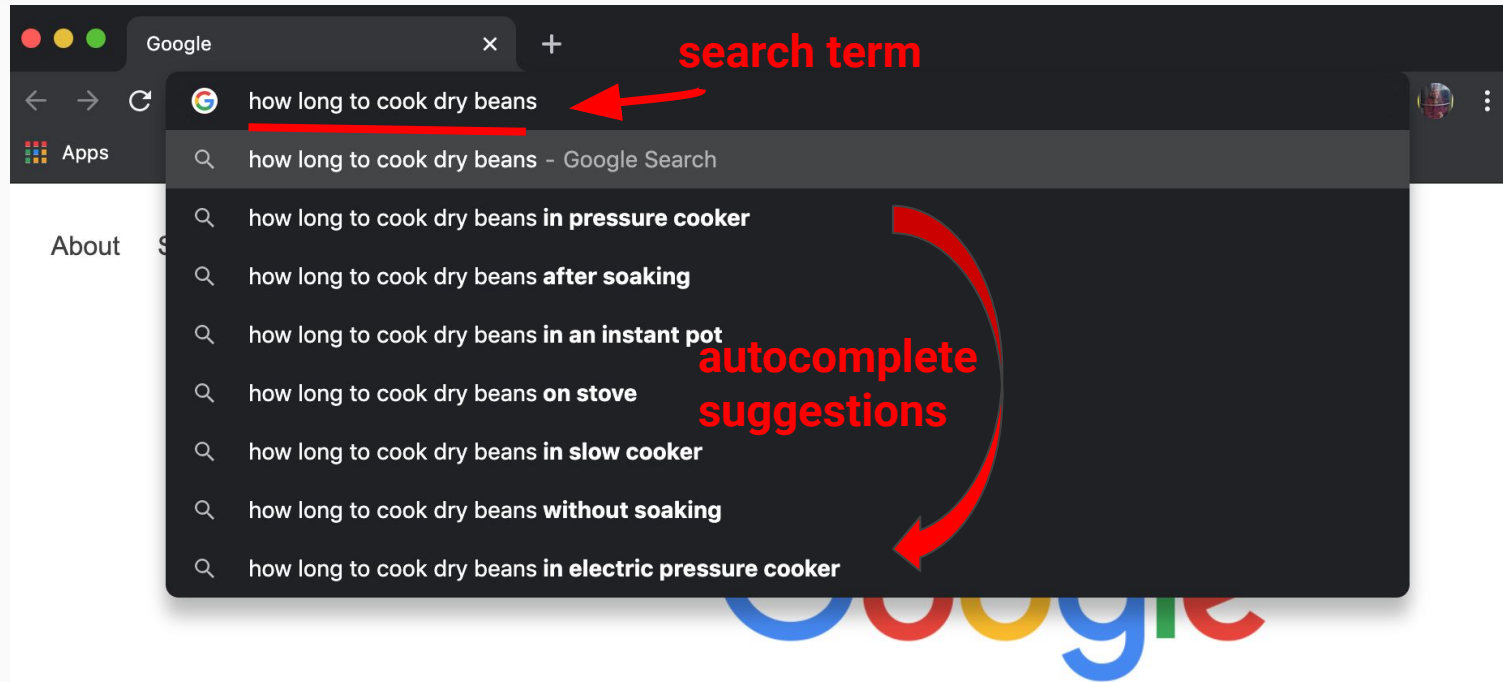 Google
search term
how long to cook dry beans
Apps
how long to cook dry beans - Google Search
how long to cook dry beans in pressure cooker
About
how long to cook dry beans after soaking
how long to cook dry beans in an instant pot
autocomplete
suggestions
how long to cook dry beans on stove
how long to cook dry beans in slow cooker
how long to cook dry beans without soaking
how long to cook dry beans in electric pressure cooker
Google